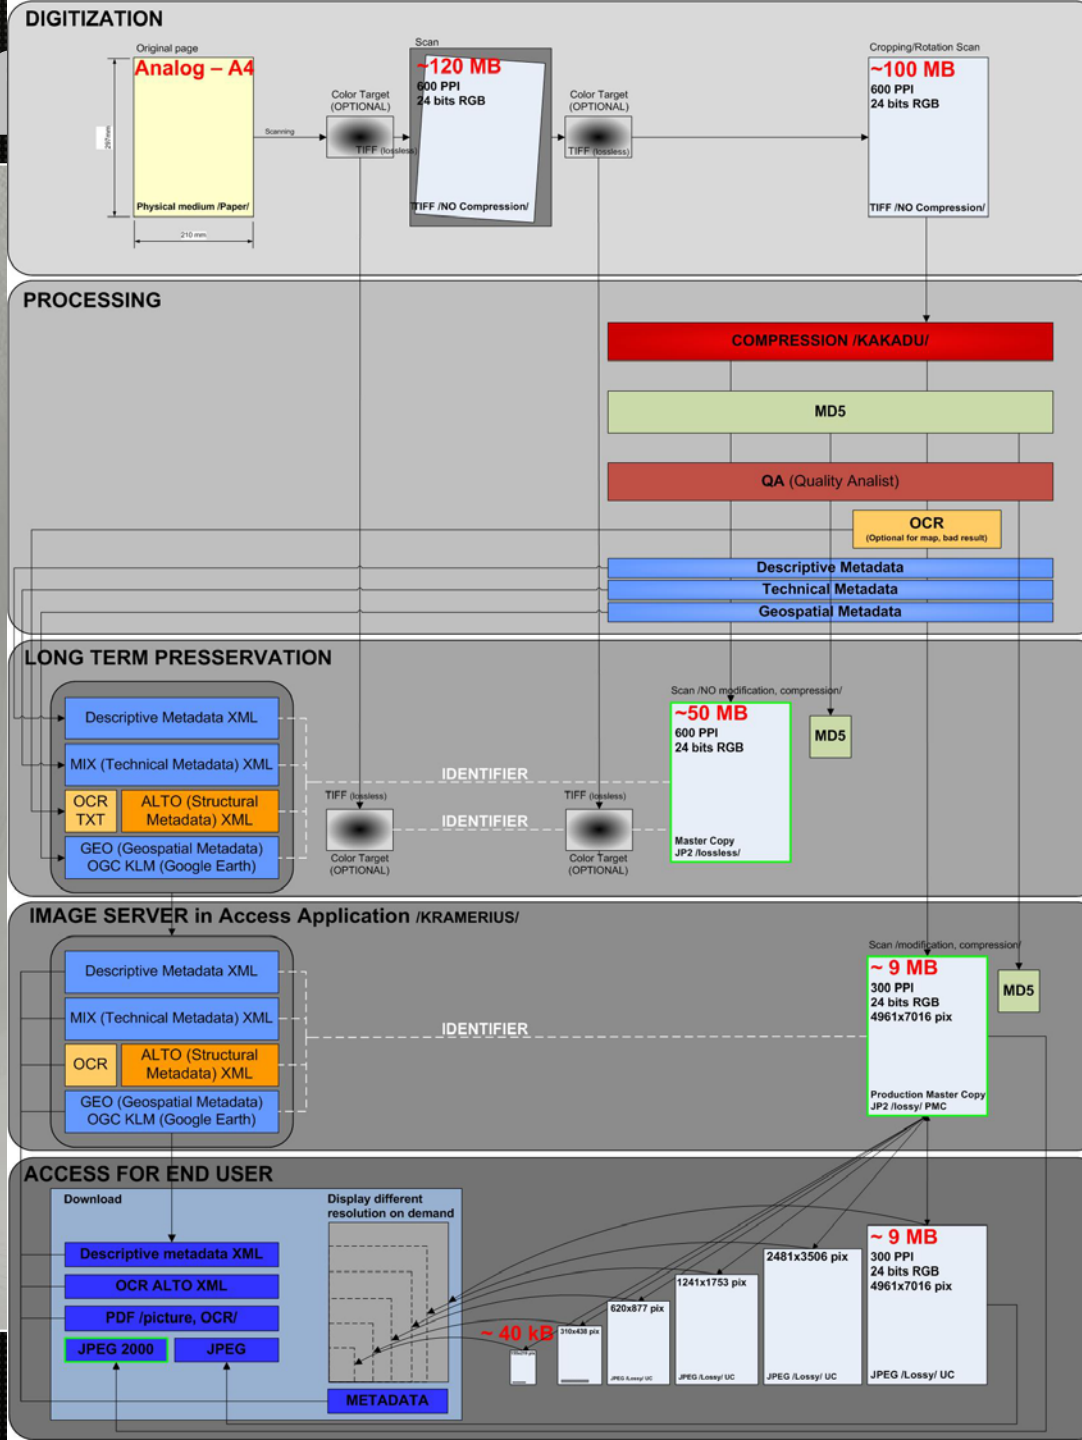 DIGITIZATION
Original page
Analog – A4
297mm
Physical medium /Paper/
210 mm
Scanning
Color Target
(OPTIONAL)
TIFF (lossless)
Scan
~120 MB
600 PPI
24 bits RGB
TIFF /NO Compression/
Color Target
(OPTIONAL)
TIFF (lossless)
Cropping/Rotation Scan
~100 MB
600 PPI
24 bits RGB
TIFF /NO Compression/
PROCESSING
COMPRESSION /KAKADU/
MD5
QA (Quality Analist)
OCR
(Optional for map, bad result)
Descriptive Metadata
Technical Metadata
Geospatial Metadata
LONG TERM PRESSERVATION
Descriptive Metadata XML
MIX (Technical Metadata) XML
OCR
TXT
ALTO (Structural
Metadata) XML
GEO (Geospatial Metadata)
OGC KLM (Google Earth)
IDENTIFIER
IDENTIFIER
TIFF (lossless)
Color Target
(OPTIONAL)
TIFF (lossless)
Color Target
(OPTIONAL)
Scan /NO modification, compression/
~50 MB
600 PPI
24 bits RGB
Master Copy
JP2 /lossless/
MD5
IMAGE SERVER in Access Application /KRAMERIUS/
Descriptive Metadata XML
MIX (Technical Metadata) XML
OCR
ALTO (Structural
Metadata) XML
GEO (Geospatial Metadata)
OGC KLM (Google Earth)
IDENTIFIER
Scan /modification, compression/
~ 9 MB
300 PPI
24 bits RGB
4961x7016 pix
Production Master Copy
JP2 /lossy/ PMC
MD5
ACCESS FOR END USER
Download
Descriptive metadata XML
OCR ALTO XML
PDF /picture, OCR/
JPEG 2000
JPEG
Display different
resolution on demand
METADATA
~ 40 kB
310x438 pix
620x877 pix
JPEG /Lossy/ UC
1241x1753 pix
JPEG /Lossy/ UC
2481x3506 pix
JPEG /Lossy/ UC
~ 9 MB
300 PPI
24 bits RGB
4961x7016 pix
JPEG /Lossy/ UC